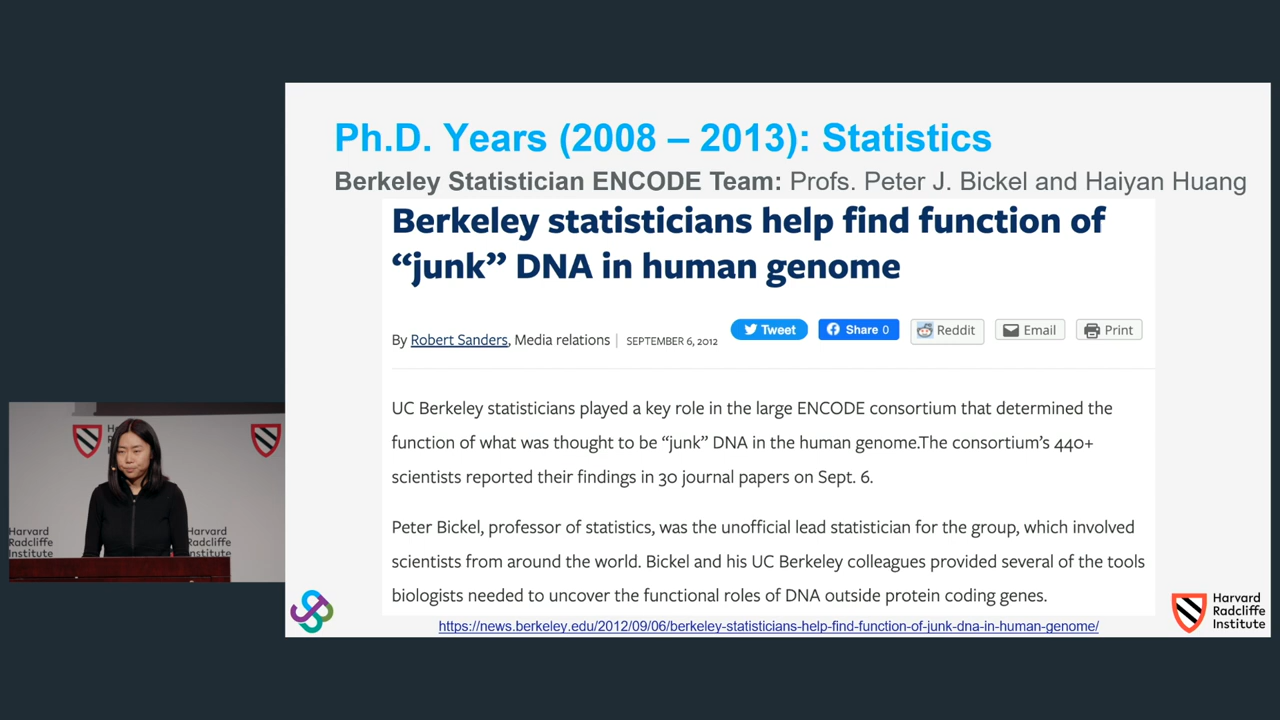 Ph.D. Years (2008 – 2013): Statistics
Berkeley Statistician ENCODE Team: Profs. Peter J. Bickel and Haiyan Huang
Berkeley statisticians help find function of
“junk” DNA in human genome
By Robert Sanders, Media relations | SEPTEMBER 6, 2012
Tweet
Share 0
Reddit
Email
Print
UC Berkeley statisticians played a key role in the large ENCODE consortium that determined the
function of what was thought to be “junk” DNA in the human genome.The consortium’s 440+
scientists reported their findings in 30 journal papers on Sept. 6.
Peter Bickel, professor of statistics, was the unofficial lead statistician for the group, which involved
scientists from around the world. Bickel and his UC Berkeley colleagues provided several of the tools
biologists needed to uncover the functional roles of DNA outside protein coding genes.
https://news.berkeley.edu/2012/09/06/berkeley-statisticians-help-find-function-of-junk-dna-in-human-genome/
Harvard
Radcliffe
Institute
Harvard
Radcliffe
Institute
Harvard
Radcliffe
Institute